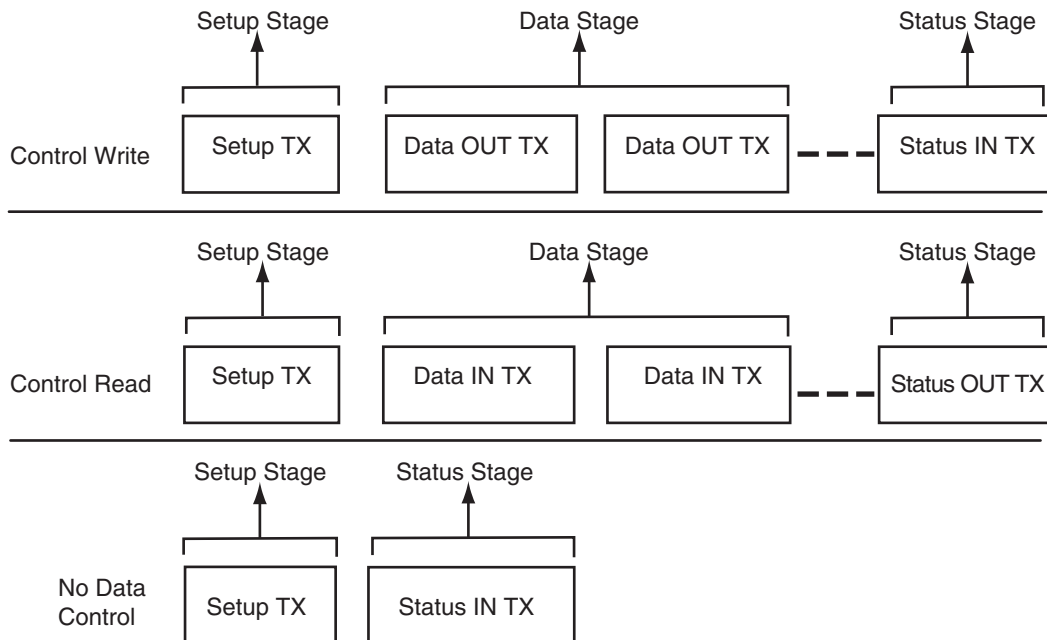 Setup Stage Data Stage Status Stage
Control Write Setup TX Data OUT TX Data OUT TX Status IN TX
Setup Stage Data Stage Status Stage
Control Read Setup TX Data IN TX Data IN TX Status OUT TX
Setup Stage Status Stage
No Data
Control Setup TX Status IN TX